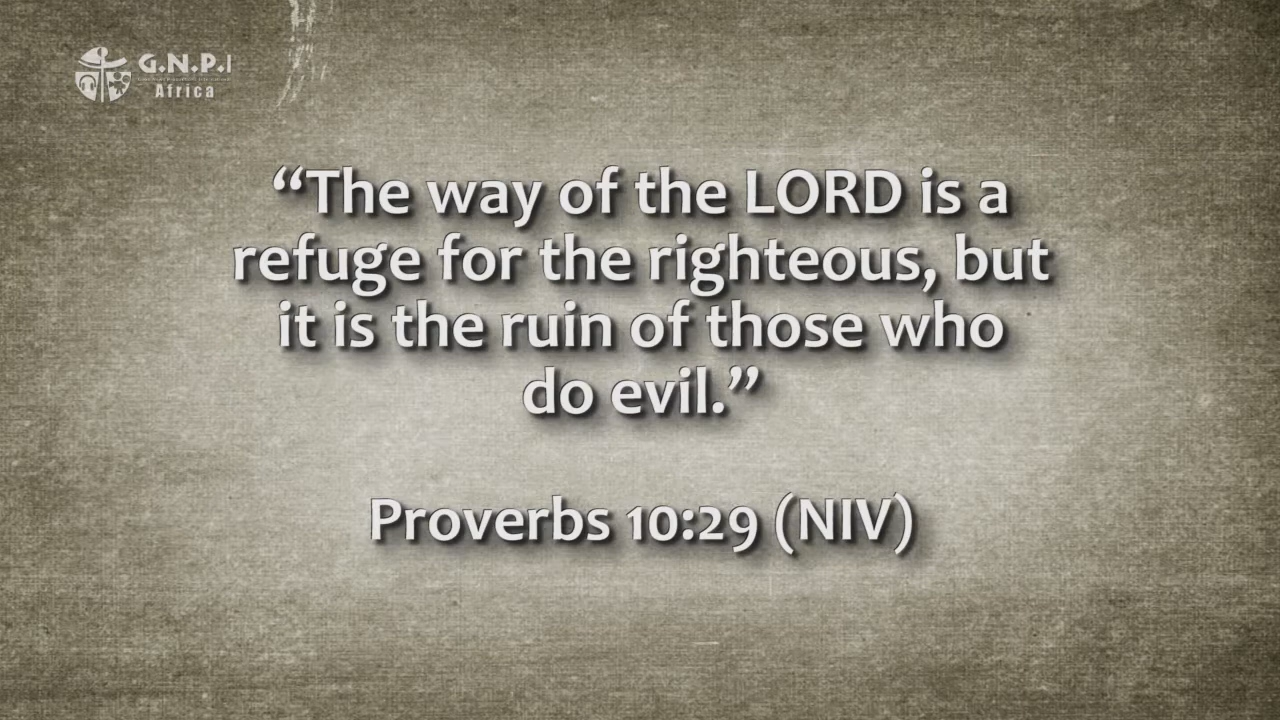 G.N.P.I
Africa
“The way of the LORD is a
refuge for the righteous, but
it is the ruin of those who
do evil.”
Proverbs 10:29 (NIV)